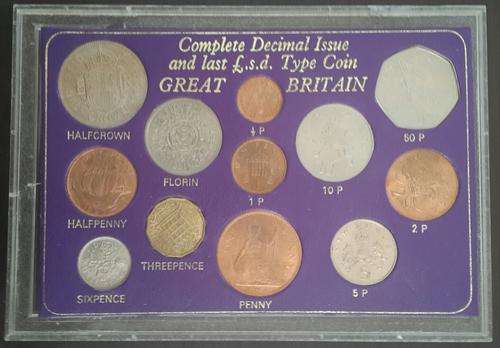 Complete Decimal Issue
and last £.s.d. Type Coin
GREAT BRITAIN
HALFCROWN
FLORIN
½ P
50 P
HALFPENNY
1 P
10 P
2 P
THREEPENCE
SIXPENCE
PENNY
5 P